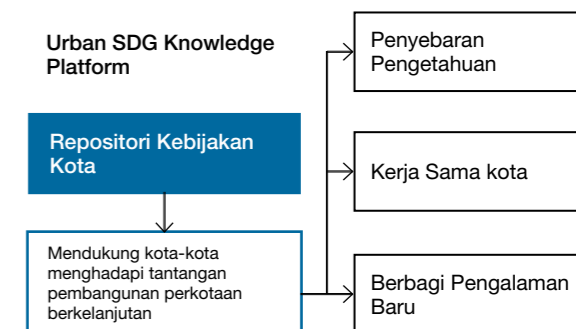 Urban SDG Knowledge
Platform
Repositori Kebijakan
Kota
Mendukung kota-kota
menghadapi tantangan
pembangunan perkotaan
berkelanjutan
Penyebaran
Pengetahuan
Kerja Sama kota
Berbagi Pengalaman
Baru